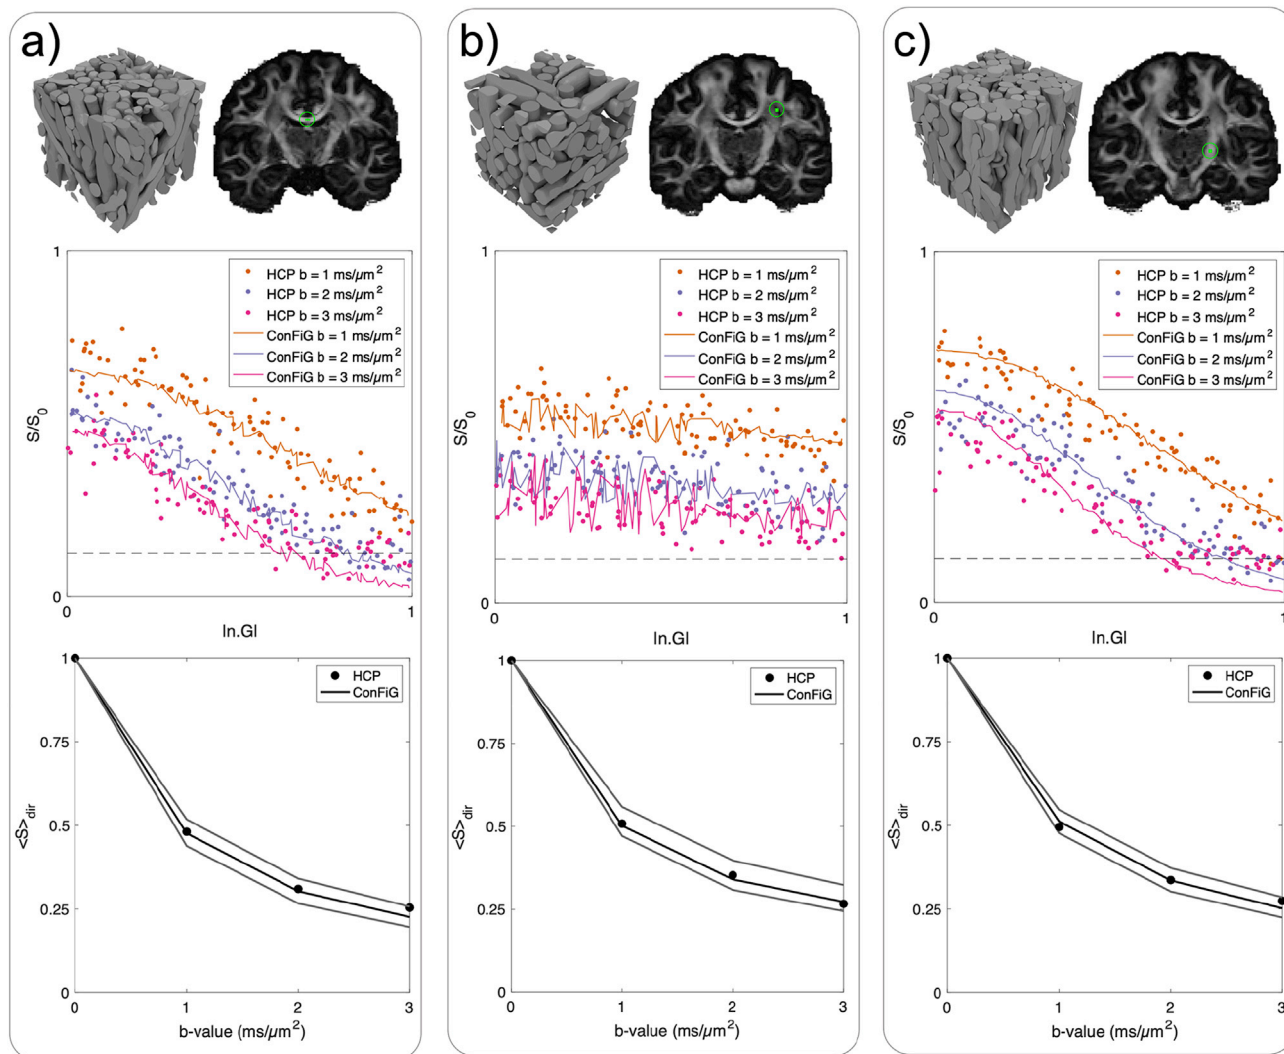 a)
HCP b = 1 ms/µm²
HCP b = 2 ms/µm²
HCP b = 3 ms/µm²
ConFiG b = 1 ms/µm²
ConFiG b = 2 ms/µm²
ConFiG b = 3 ms/µm²
1
S/S₀
0
0
1
In.GI
HCP
ConFiG
1
0.75
<S>dir
0.5
0.25
0
0
1
2
3
b-value (ms/µm²)
b)
HCP b = 1 ms/µm²
HCP b = 2 ms/µm²
HCP b = 3 ms/µm²
ConFiG b = 1 ms/µm²
ConFiG b = 2 ms/µm²
ConFiG b = 3 ms/µm²
1
S/S₀
0
0
1
In.GI
HCP
ConFiG
1
0.75
<S>dir
0.5
0.25
0
0
1
2
3
b-value (ms/µm²)
c)
HCP b = 1 ms/µm²
HCP b = 2 ms/µm²
HCP b = 3 ms/µm²
ConFiG b = 1 ms/µm²
ConFiG b = 2 ms/µm²
ConFiG b = 3 ms/µm²
1
S/S₀
0
0
1
In.GI
HCP
ConFiG
1
0.75
<S>dir
0.5
0.25
0
0
1
2
3
b-value (ms/µm²)